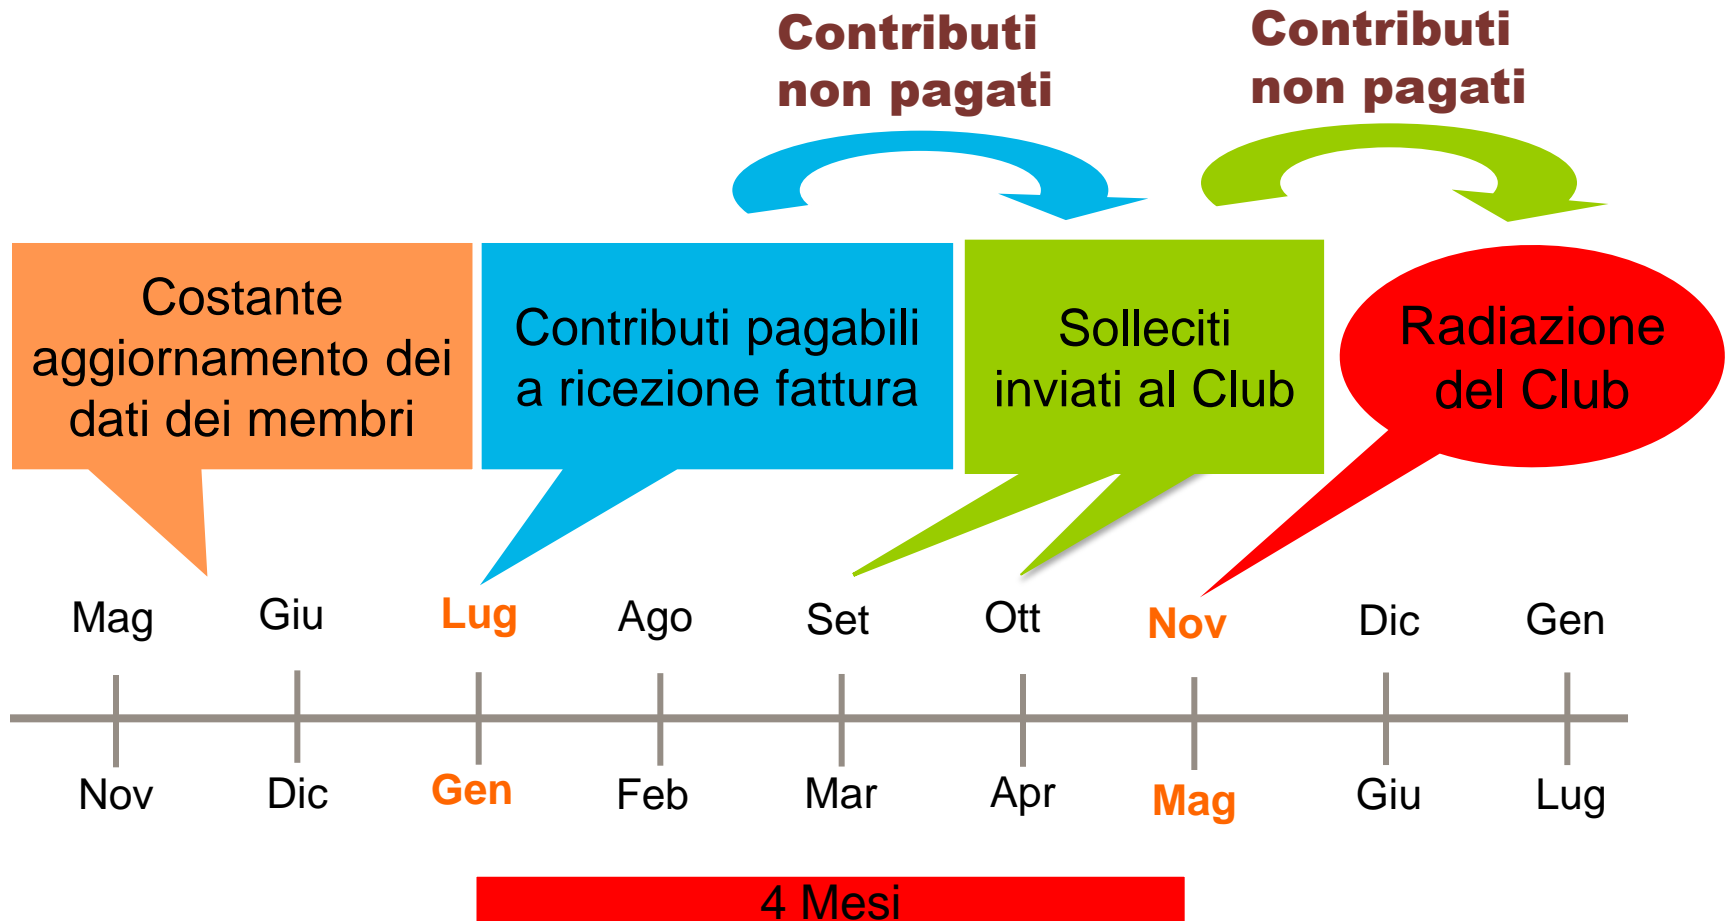 Contributi
non pagati
Contributi
non pagati
Costante
aggiornamento dei
dati dei membri
Contributi pagabili
a ricezione fattura
Solleciti
inviati al Club
Radiazione
del Club
Mag Giu Lug Ago Set Ott Nov Dic Gen
Nov Dic Gen Feb Mar Apr Mag Giu Lug
4 Mesi